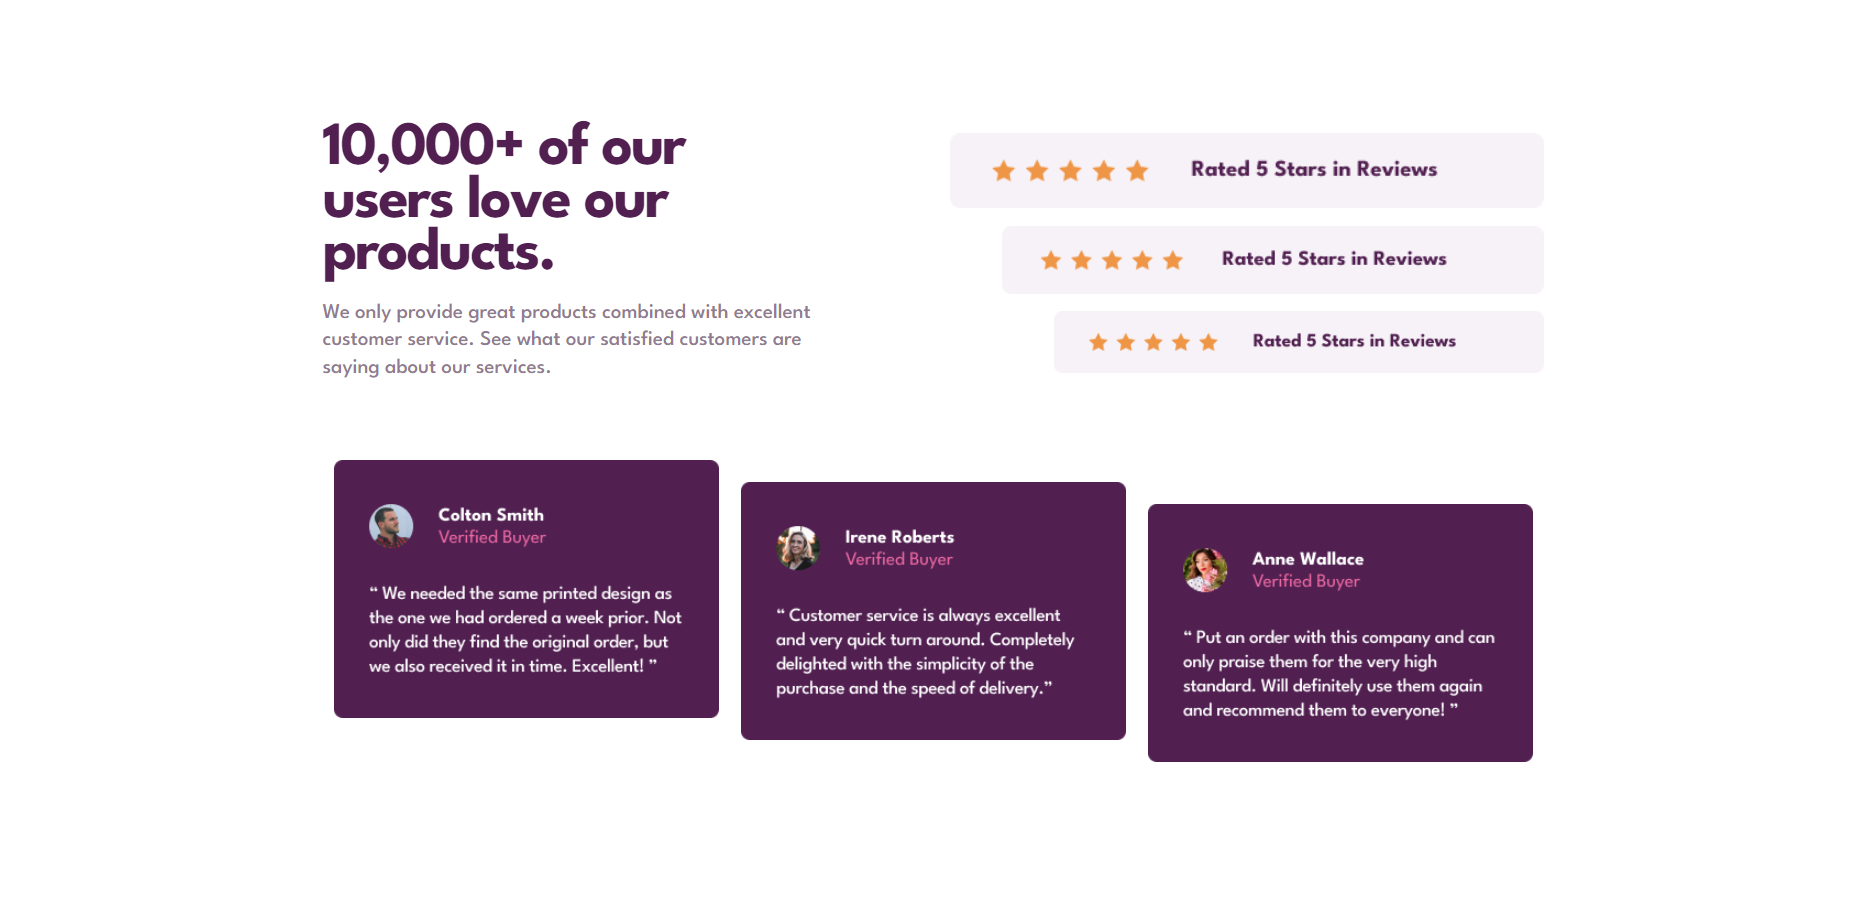 10,000+ of our
users love our
products.
We only provide great products combined with excellent
customer service. See what our satisfied customers are
saying about our services.
Rated 5 Stars in Reviews
Rated 5 Stars in Reviews
Rated 5 Stars in Reviews
Colton Smith
Verified Buyer
“ We needed the same printed design as
the one we had ordered a week prior. Not
only did they find the original order, but
we also received it in time. Excellent! ”
Irene Roberts
Verified Buyer
“ Customer service is always excellent
and very quick turn around. Completely
delighted with the simplicity of the
purchase and the speed of delivery.”
Anne Wallace
Verified Buyer
“ Put an order with this company and can
only praise them for the very high
standard. Will definitely use them again
and recommend them to everyone! ”